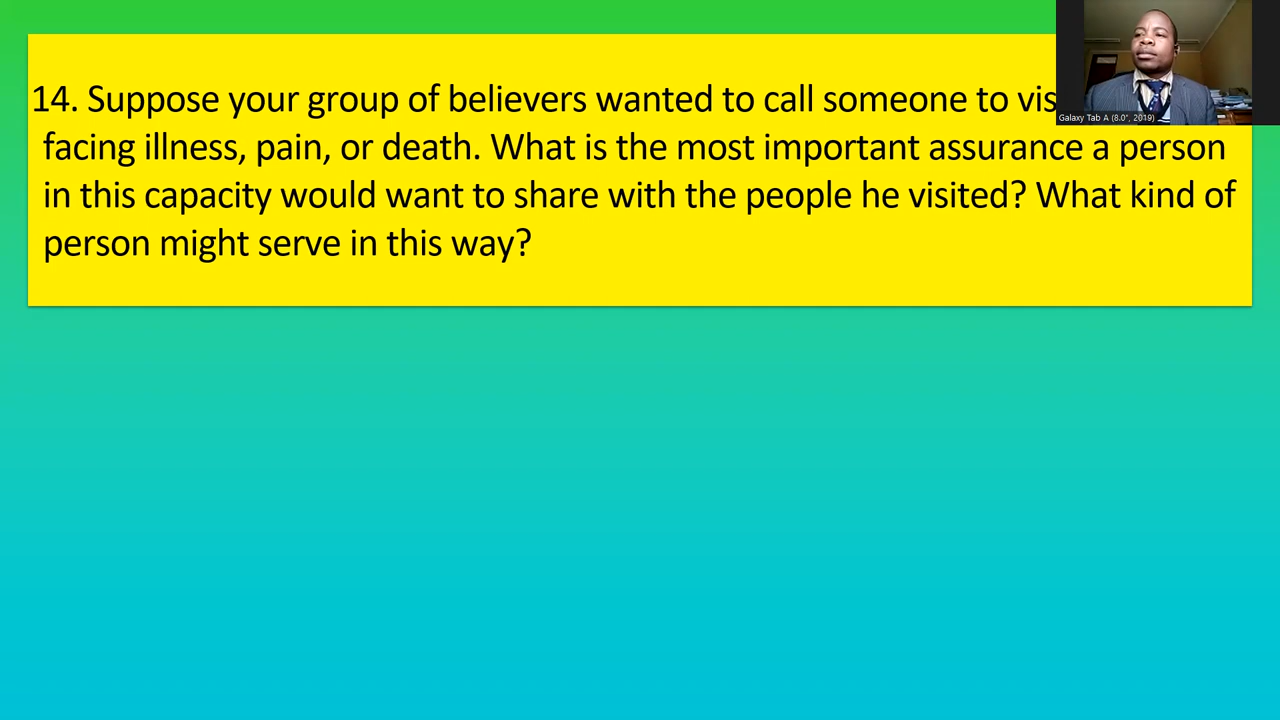 14. Suppose your group of believers wanted to call someone to
facing illness, pain, or death. What is the most important assurance a person
in this capacity would want to share with the people he visited? What kind of
person might serve in this way?
Galaxy Tab A (8.0", 2019)